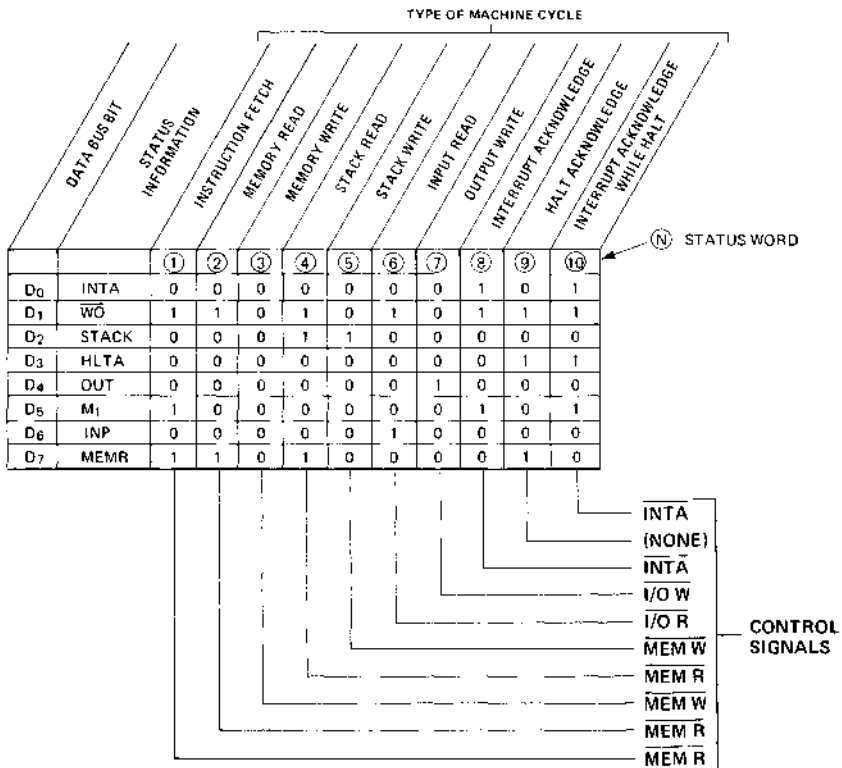 TYPE OF MACHINE CYCLE
DATA BUS BIT
STATUS
INFORMATION
INSTRUCTION FETCH
MEMORY READ
MEMORY WRITE
STACK READ
STACK WRITE
INPUT READ
OUTPUT WRITE
INTERRUPT ACKNOWLEDGE
HALT ACKNOWLEDGE
INTERRUPT ACKNOWLEDGE
WHILE HALT
Ⓝ STATUS WORD
① ② ③ ④ ⑤ ⑥ ⑦ ⑧ ⑨ ⑩
D₀ INTA 0 0 0 0 0 0 0 1 0 1
D₁ W̅O̅ 1 1 0 1 0 1 0 1 1 1
D₂ STACK 0 0 0 1 1 0 0 0 0 0
D₃ HLTA 0 0 0 0 0 0 0 0 1 1
D₄ OUT 0 0 0 0 0 0 1 0 0 0
D₅ M₁ 1 0 0 0 0 0 0 1 0 1
D₆ INP 0 0 0 0 0 1 0 0 0 0
D₇ MEMR 1 1 0 1 0 0 0 0 1 0
I̅N̅T̅A̅
(NONE)
I̅N̅T̅A̅
I̅/̅O̅ ̅W̅
I̅/̅O̅ ̅R̅
M̅E̅M̅ ̅W̅
M̅E̅M̅ ̅R̅
M̅E̅M̅ ̅W̅
M̅E̅M̅ ̅R̅
M̅E̅M̅ ̅R̅
CONTROL
SIGNALS